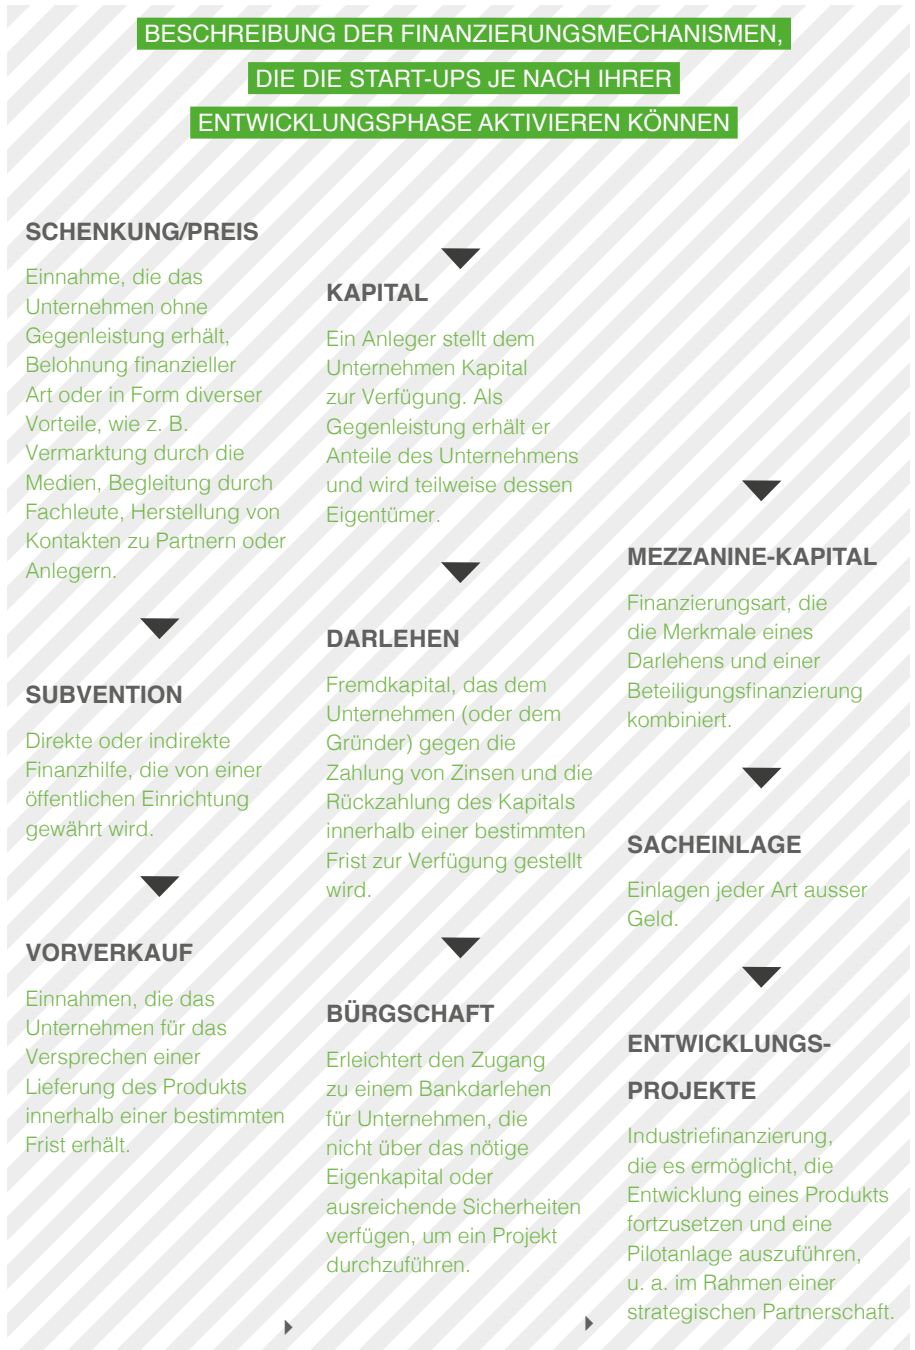 BESCHREIBUNG DER FINANZIERUNGSMECHANISMEN,
DIE DIE START-UPS JE NACH IHRER
ENTWICKLUNGSPHASE AKTIVIEREN KÖNNEN
SCHENKUNG/PREIS
Einnahme, die das
Unternehmen ohne
Gegenleistung erhält,
Belohnung finanzieller
Art oder in Form diverser
Vorteile, wie z. B.
Vermarktung durch die
Medien, Begleitung durch
Fachleute, Herstellung von
Kontakten zu Partnern oder
Anlegern.
SUBVENTION
Direkte oder indirekte
Finanzhilfe, die von einer
öffentlichen Einrichtung
gewährt wird.
VORVERKAUF
Einnahmen, die das
Unternehmen für das
Versprechen einer
Lieferung des Produkts
innerhalb einer bestimmten
Frist erhält.
KAPITAL
Ein Anleger stellt dem
Unternehmen Kapital
zur Verfügung. Als
Gegenleistung erhält er
Anteile des Unternehmens
und wird teilweise dessen
Eigentümer.
DARLEHEN
Fremdkapital, das dem
Unternehmen (oder dem
Gründer) gegen die
Zahlung von Zinsen und die
Rückzahlung des Kapitals
innerhalb einer bestimmten
Frist zur Verfügung gestellt
wird.
BÜRGSCHAFT
Erleichtert den Zugang
zu einem Bankdarlehen
für Unternehmen, die
nicht über das nötige
Eigenkapital oder
ausreichende Sicherheiten
verfügen, um ein Projekt
durchzuführen.
MEZZANINE-KAPITAL
Finanzierungsart, die
die Merkmale eines
Darlehens und einer
Beteiligungsfinanzierung
kombiniert.
SACHEINLAGE
Einlagen jeder Art ausser
Geld.
ENTWICKLUNGS-
PROJEKTE
Industriefinanzierung,
die es ermöglicht, die
Entwicklung eines Produkts
fortzusetzen und eine
Pilotanlage auszuführen,
u. a. im Rahmen einer
strategischen Partnerschaft.